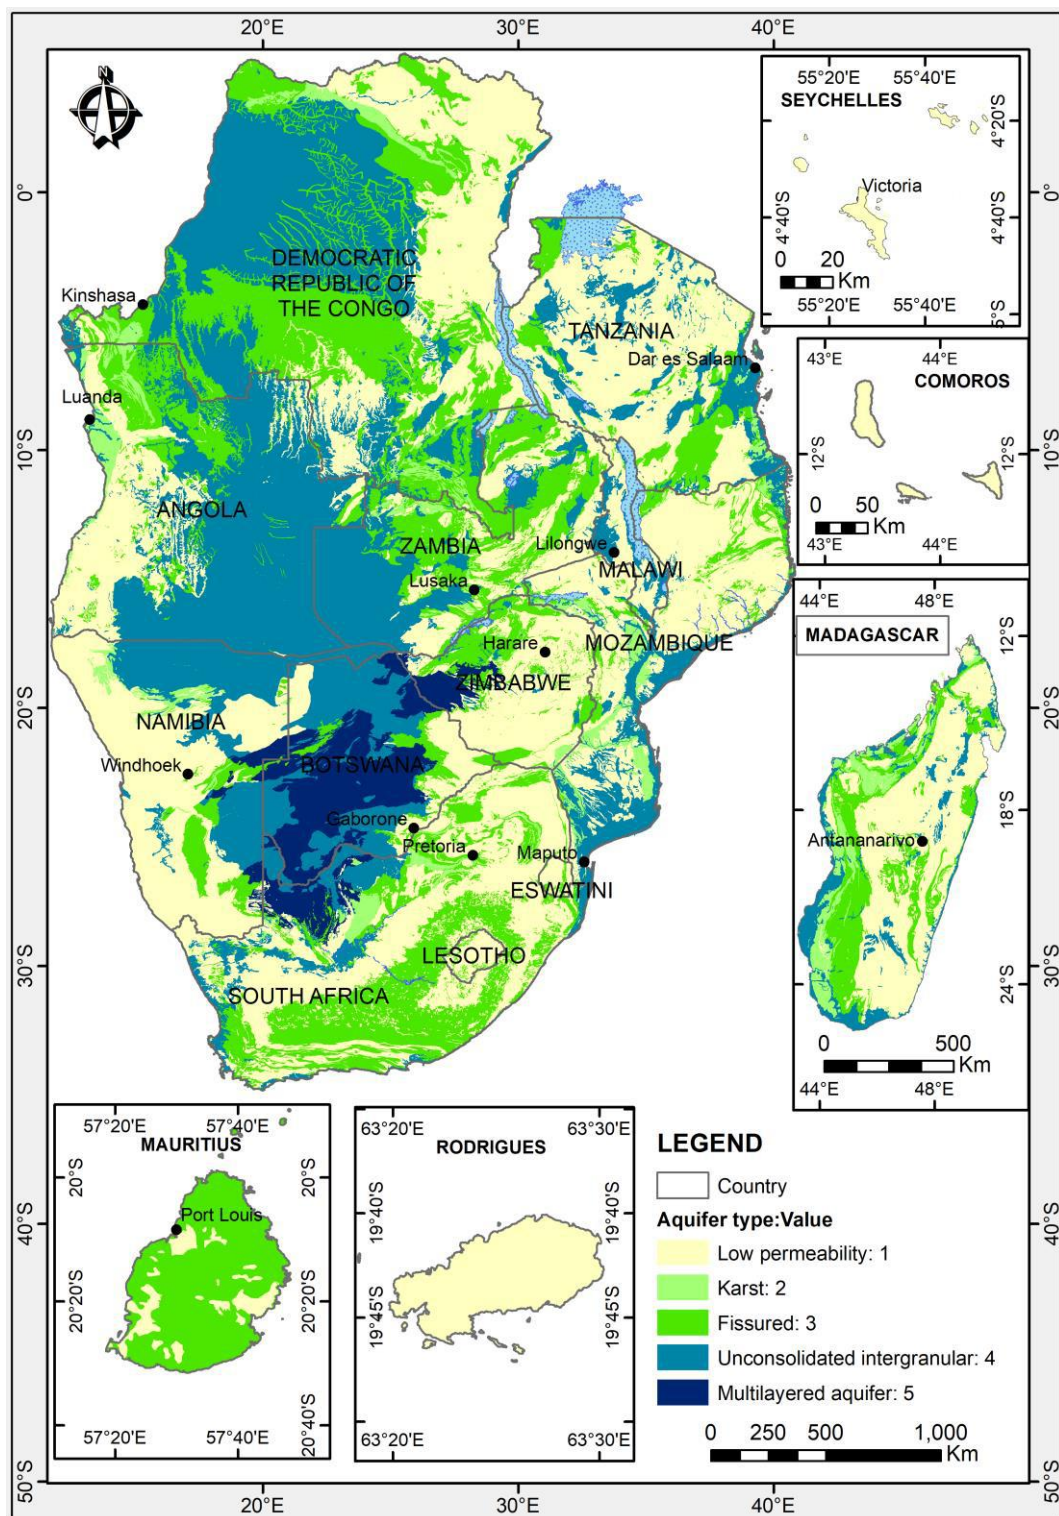 20°E
30°E
40°E
N
55°20'E
55°40'E
SEYCHELLES
4°20'S
Victoria
4°40'S
4°40'S
0
20
Km
55°20'E
55°40'E
5°S
0°
0°
DEMOCRATIC
REPUBLIC OF
THE CONGO
Kinshasa
TANZANIA
Dar es Salaam
43°E
44°E
COMOROS
12°S
12°S
0
50
Km
43°E
44°E
Luanda
10°S
10°S
ANGOLA
ZAMBIA
Lilongwe
MALAWI
Lusaka
44°E
48°E
MADAGASCAR
12°S
Harare
MOZAMBIQUE
ZIMBABWE
20°S
20°S
NAMIBIA
Windhoek
BOTSWANA
18°S
Gaborone
Pretoria
Maputo
Antananarivo
ESWATINI
LESOTHO
30°S
30°S
24°S
SOUTH AFRICA
0
500
Km
44°E
48°E
57°20'E
57°40'E
MAURITIUS
20°S
20°S
Port Louis
40°S
20°20'S
20°20'S
20°40'S
57°20'E
57°40'E
63°20'E
63°30'E
RODRIGUES
19°40'S
19°40'S
19°45'S
19°45'S
63°20'E
63°30'E
LEGEND
Country
Aquifer type:Value
40°S
Low permeability: 1
Karst: 2
Fissured: 3
Unconsolidated intergranular: 4
Multilayered aquifer: 5
0
250
500
1,000
Km
50°S
50°S
20°E
30°E
40°E